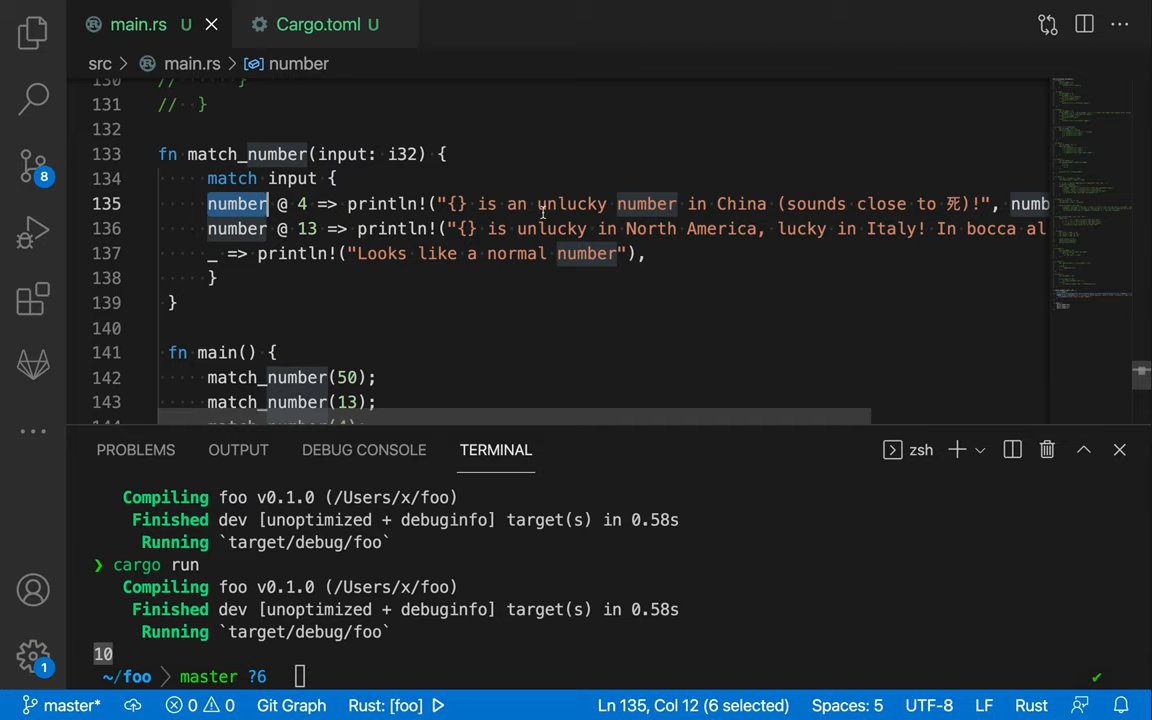 main.rs U Cargo.toml U
src > main.rs > number
130 // }
131 // }
132
133 fn match_number(input: i32) {
134 match input {
135 number @ 4 => println!("{} is an unlucky number in China (sounds close to 死)!", numb
136 number @ 13 => println!("{} is unlucky in North America, lucky in Italy! In bocca al
137 _ => println!("Looks like a normal number"),
138 }
139 }
140
141 fn main() {
142 match_number(50);
143 match_number(13);
144 match_number(4);
8
PROBLEMS OUTPUT DEBUG CONSOLE TERMINAL zsh
Compiling foo v0.1.0 (/Users/x/foo)
Finished dev [unoptimized + debuginfo] target(s) in 0.58s
Running `target/debug/foo`
❯ cargo run
Compiling foo v0.1.0 (/Users/x/foo)
Finished dev [unoptimized + debuginfo] target(s) in 0.58s
Running `target/debug/foo`
10
~/foo master ?6
1
master* 0 0 Git Graph Rust: [foo] Ln 135, Col 12 (6 selected) Spaces: 5 UTF-8 LF Rust